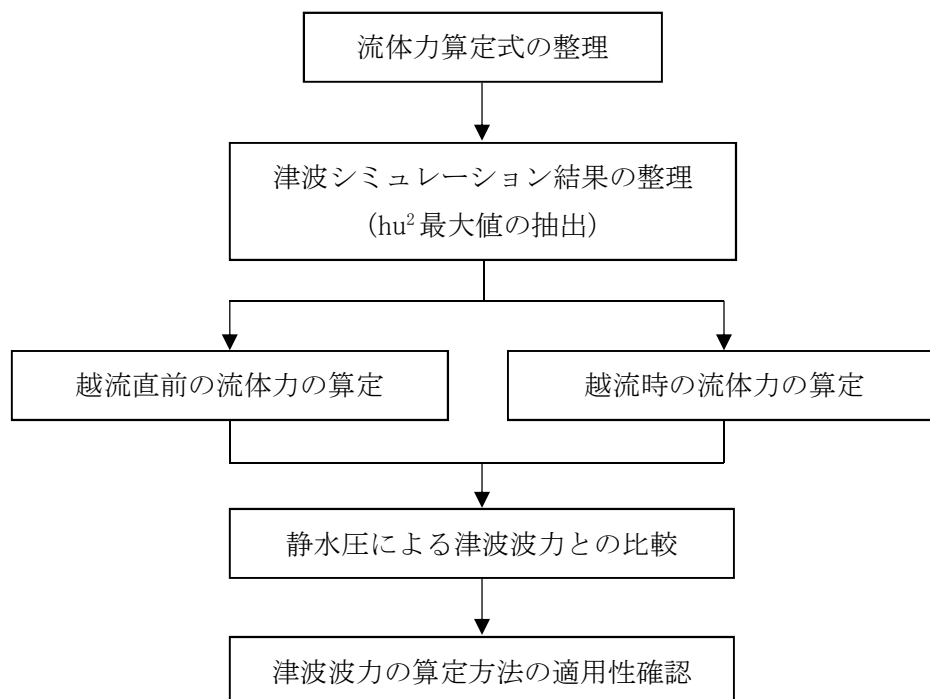 流体力算定式の整理
津波シミュレーション結果の整理
(hu²最大値の抽出)
越流直前の流体力の算定
越流時の流体力の算定
静水圧による津波波力との比較
津波波力の算定方法の適用性確認